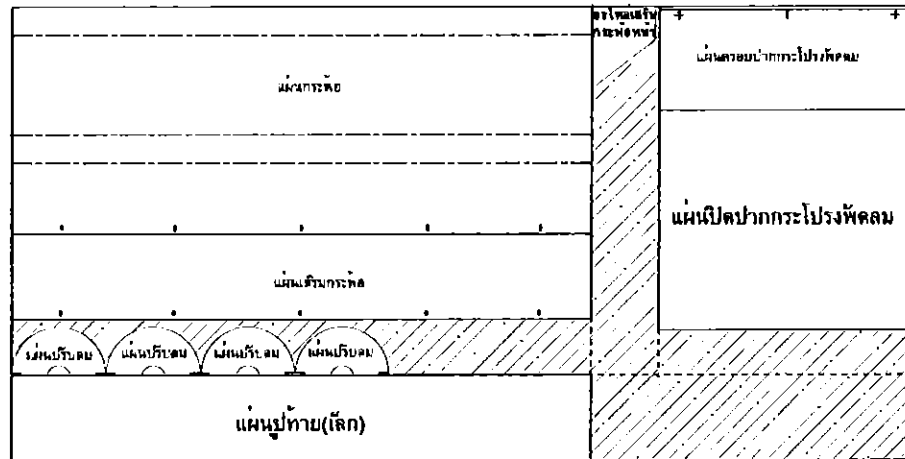 แผ่นครอบปากกระโปรงพัดลม
แผ่นกระพ้อ
แผ่นปิดปากกระโปรงพัดลม
แผ่นเสริมกระพ้อ
แผ่นปรับลม แผ่นปรับลม แผ่นปรับลม แผ่นปรับลม
แผ่นปูท้าย(เล็ก)